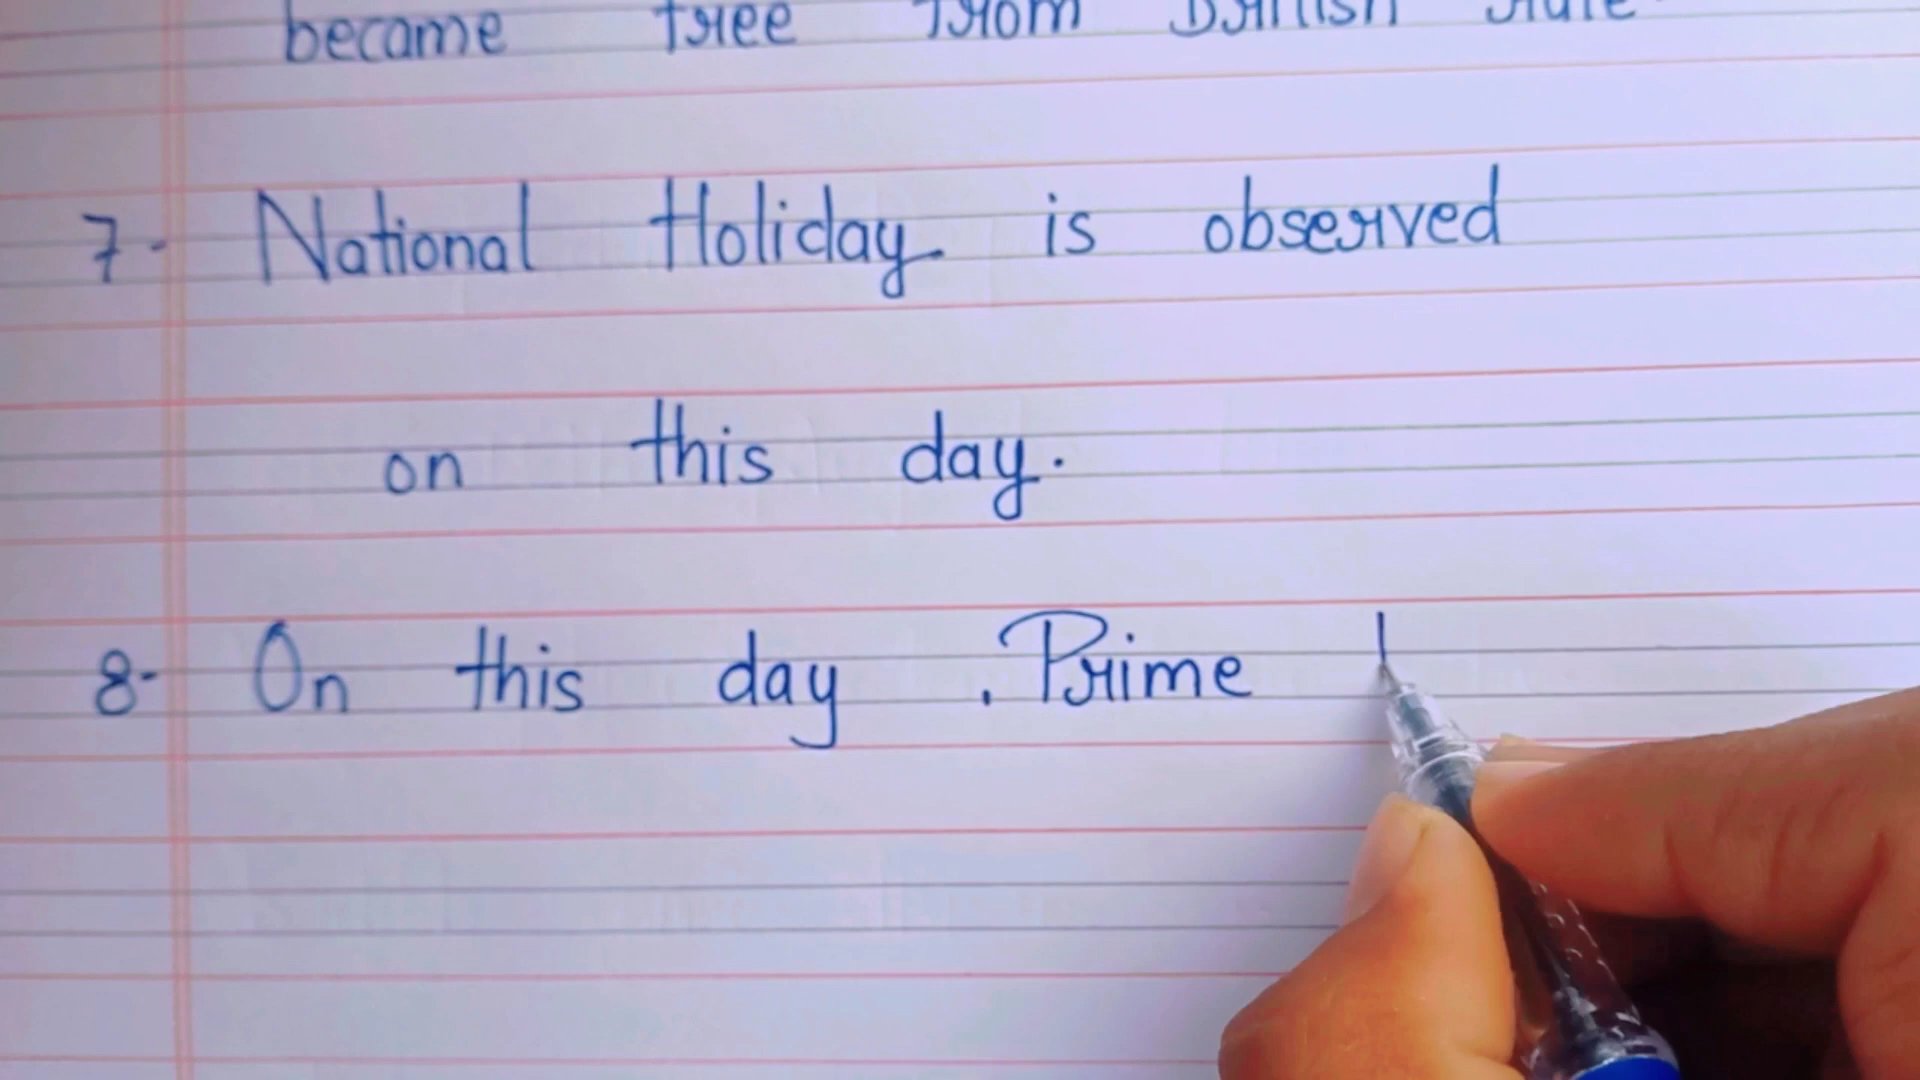 became free from British rule
7- National Holiday is observed
on this day.
8- On this day , Prime